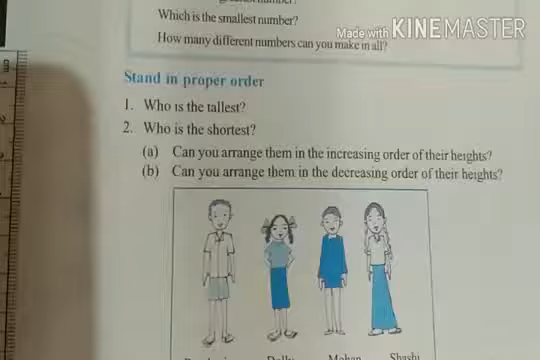 Which is the smallest number?
How many different numbers can you make in all?
Made with KINEMASTER
Stand in proper order
1. Who is the tallest?
2. Who is the shortest?
(a) Can you arrange them in the increasing order of their heights?
(b) Can you arrange them in the decreasing order of their heights?
Dolly Mohan Shashi
cm